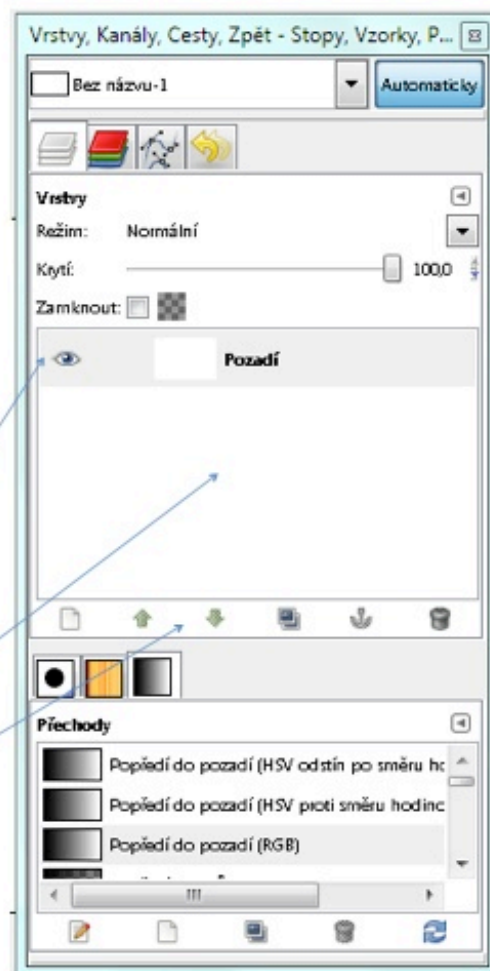 Vrstvy, Kanály, Cesty, Zpět - Stopy, Vzorky, P...
Bez názvu-1
Automaticky
Vrstvy
Režim: Normální
Krytí: 100,0
Zamknout:
Pozadí
Přechody
Popředí do pozadí (HSV odstín po směru hc
Popředí do pozadí (HSV proti směru hodinc
Popředí do pozadí (RGB)